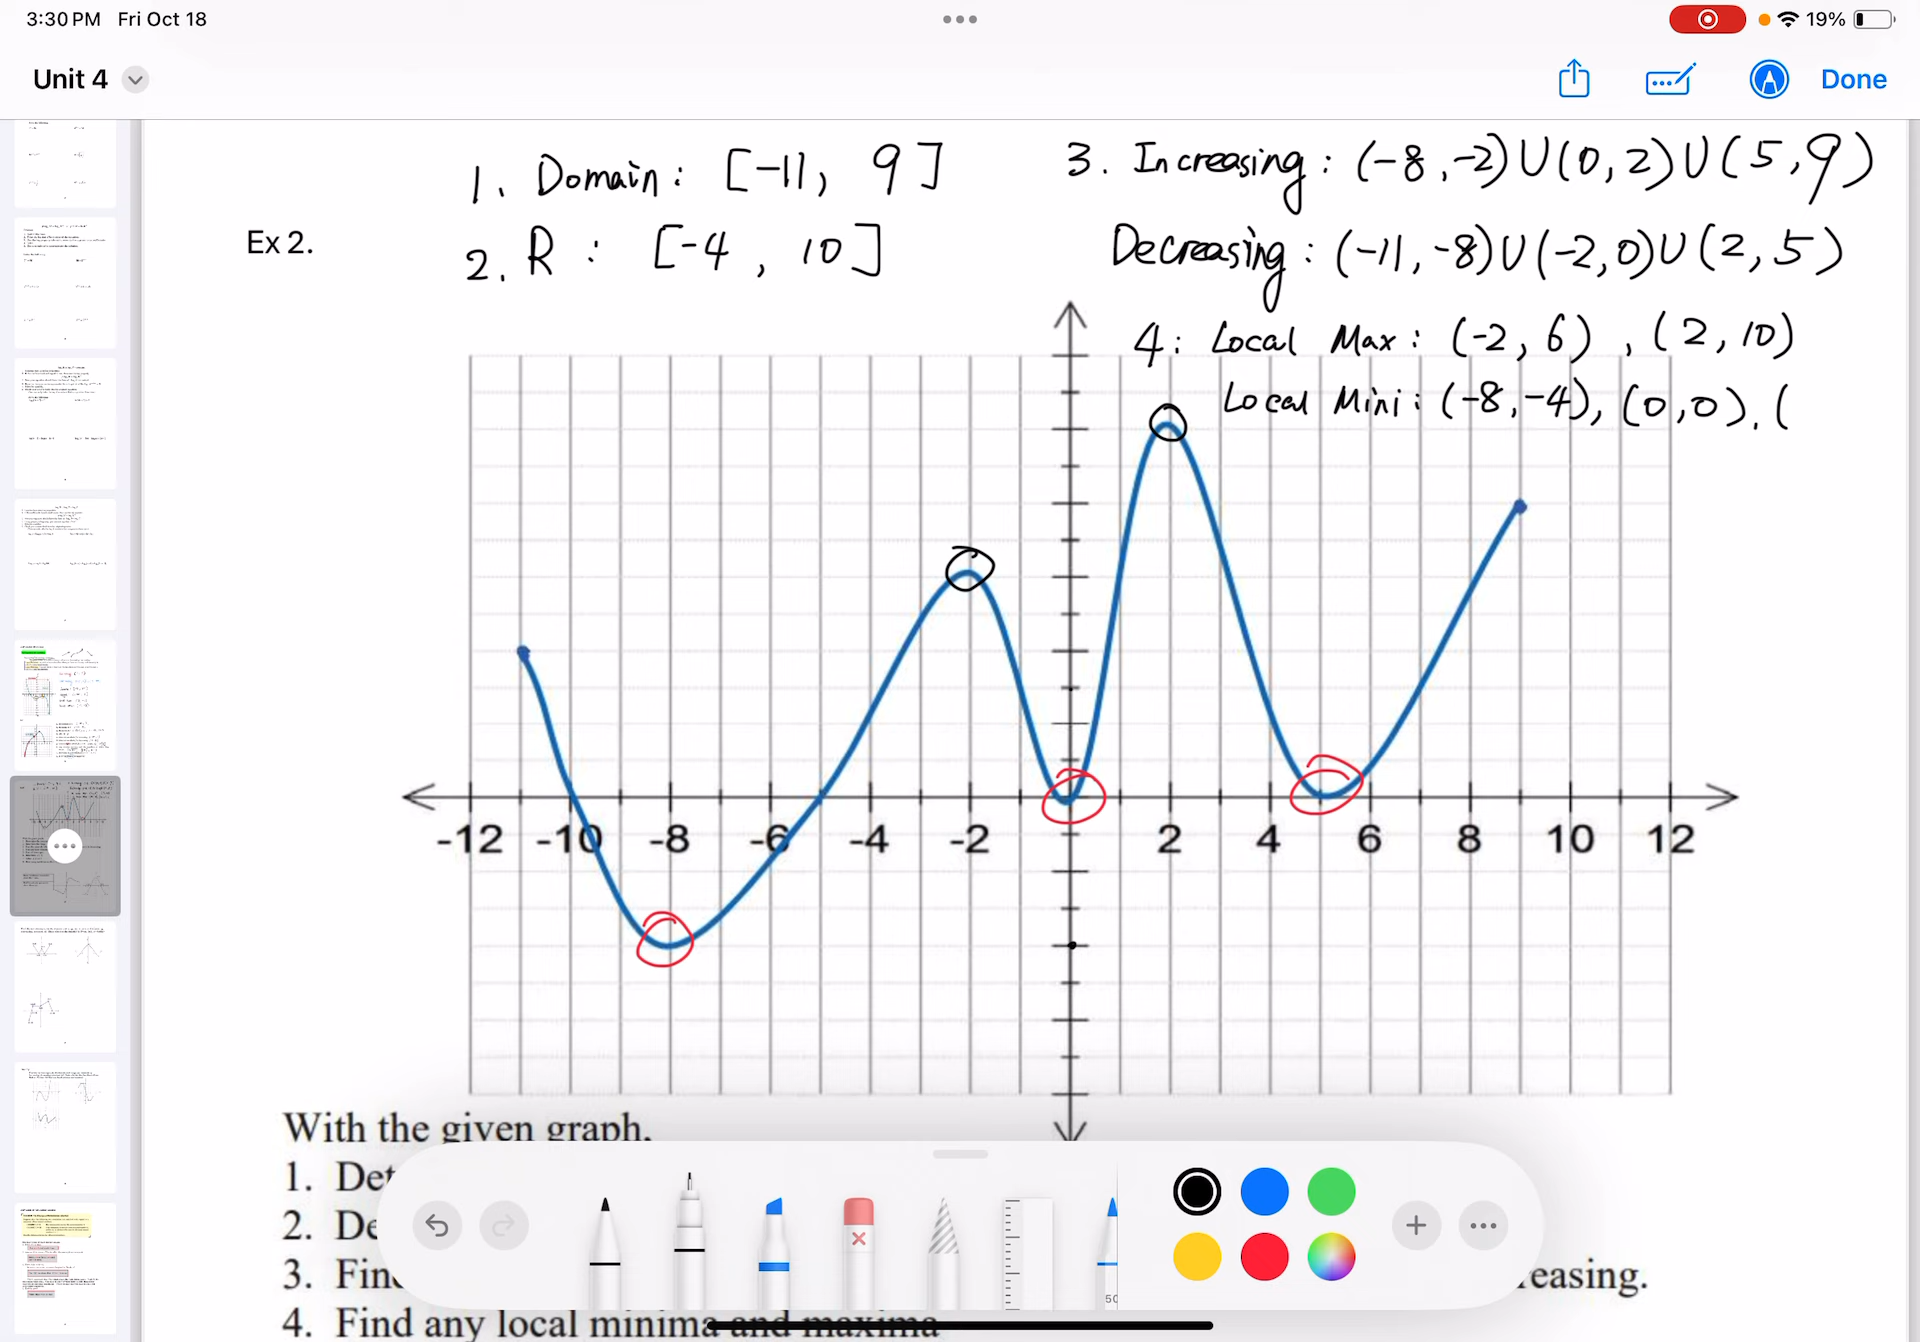 3:30 PM Fri Oct 18
19%
Unit 4
Done
1. Domain: [-11, 9]
3. Increasing: (-8,-2)U(0,2)U(5,9)
Ex 2.
2. R : [-4, 10]
Decreasing: (-11,-8)U(-2,0)U(2,5)
4: Local Max: (-2,6), (2,10)
Local Mini: (-8,-4), (0,0), (
-12 -10 -8 -6 -4 -2 2 4 6 8 10 12
With the given graph,
1. Det
2. De
3. Fin
reasing.
4. Find any local minima and maxima